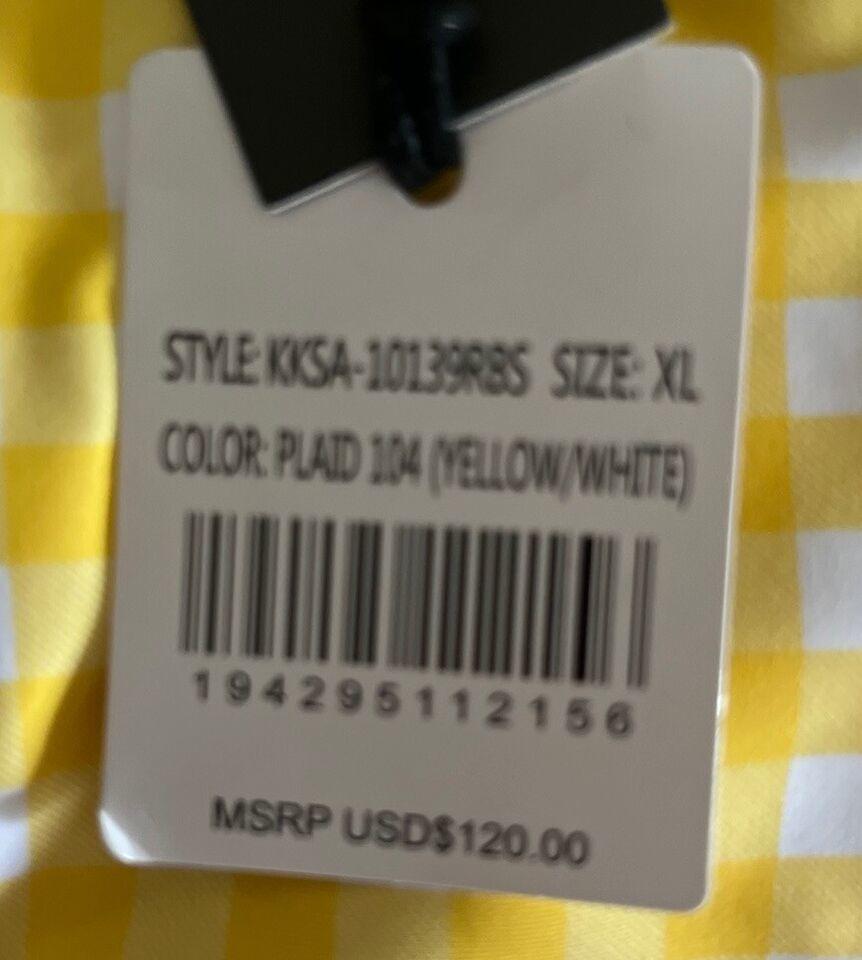 STYLE: KKSA-10139RBS SIZE: XL
COLOR: PLAID 104 (YELLOW/WHITE)
194295112156
MSRP USD$120.00